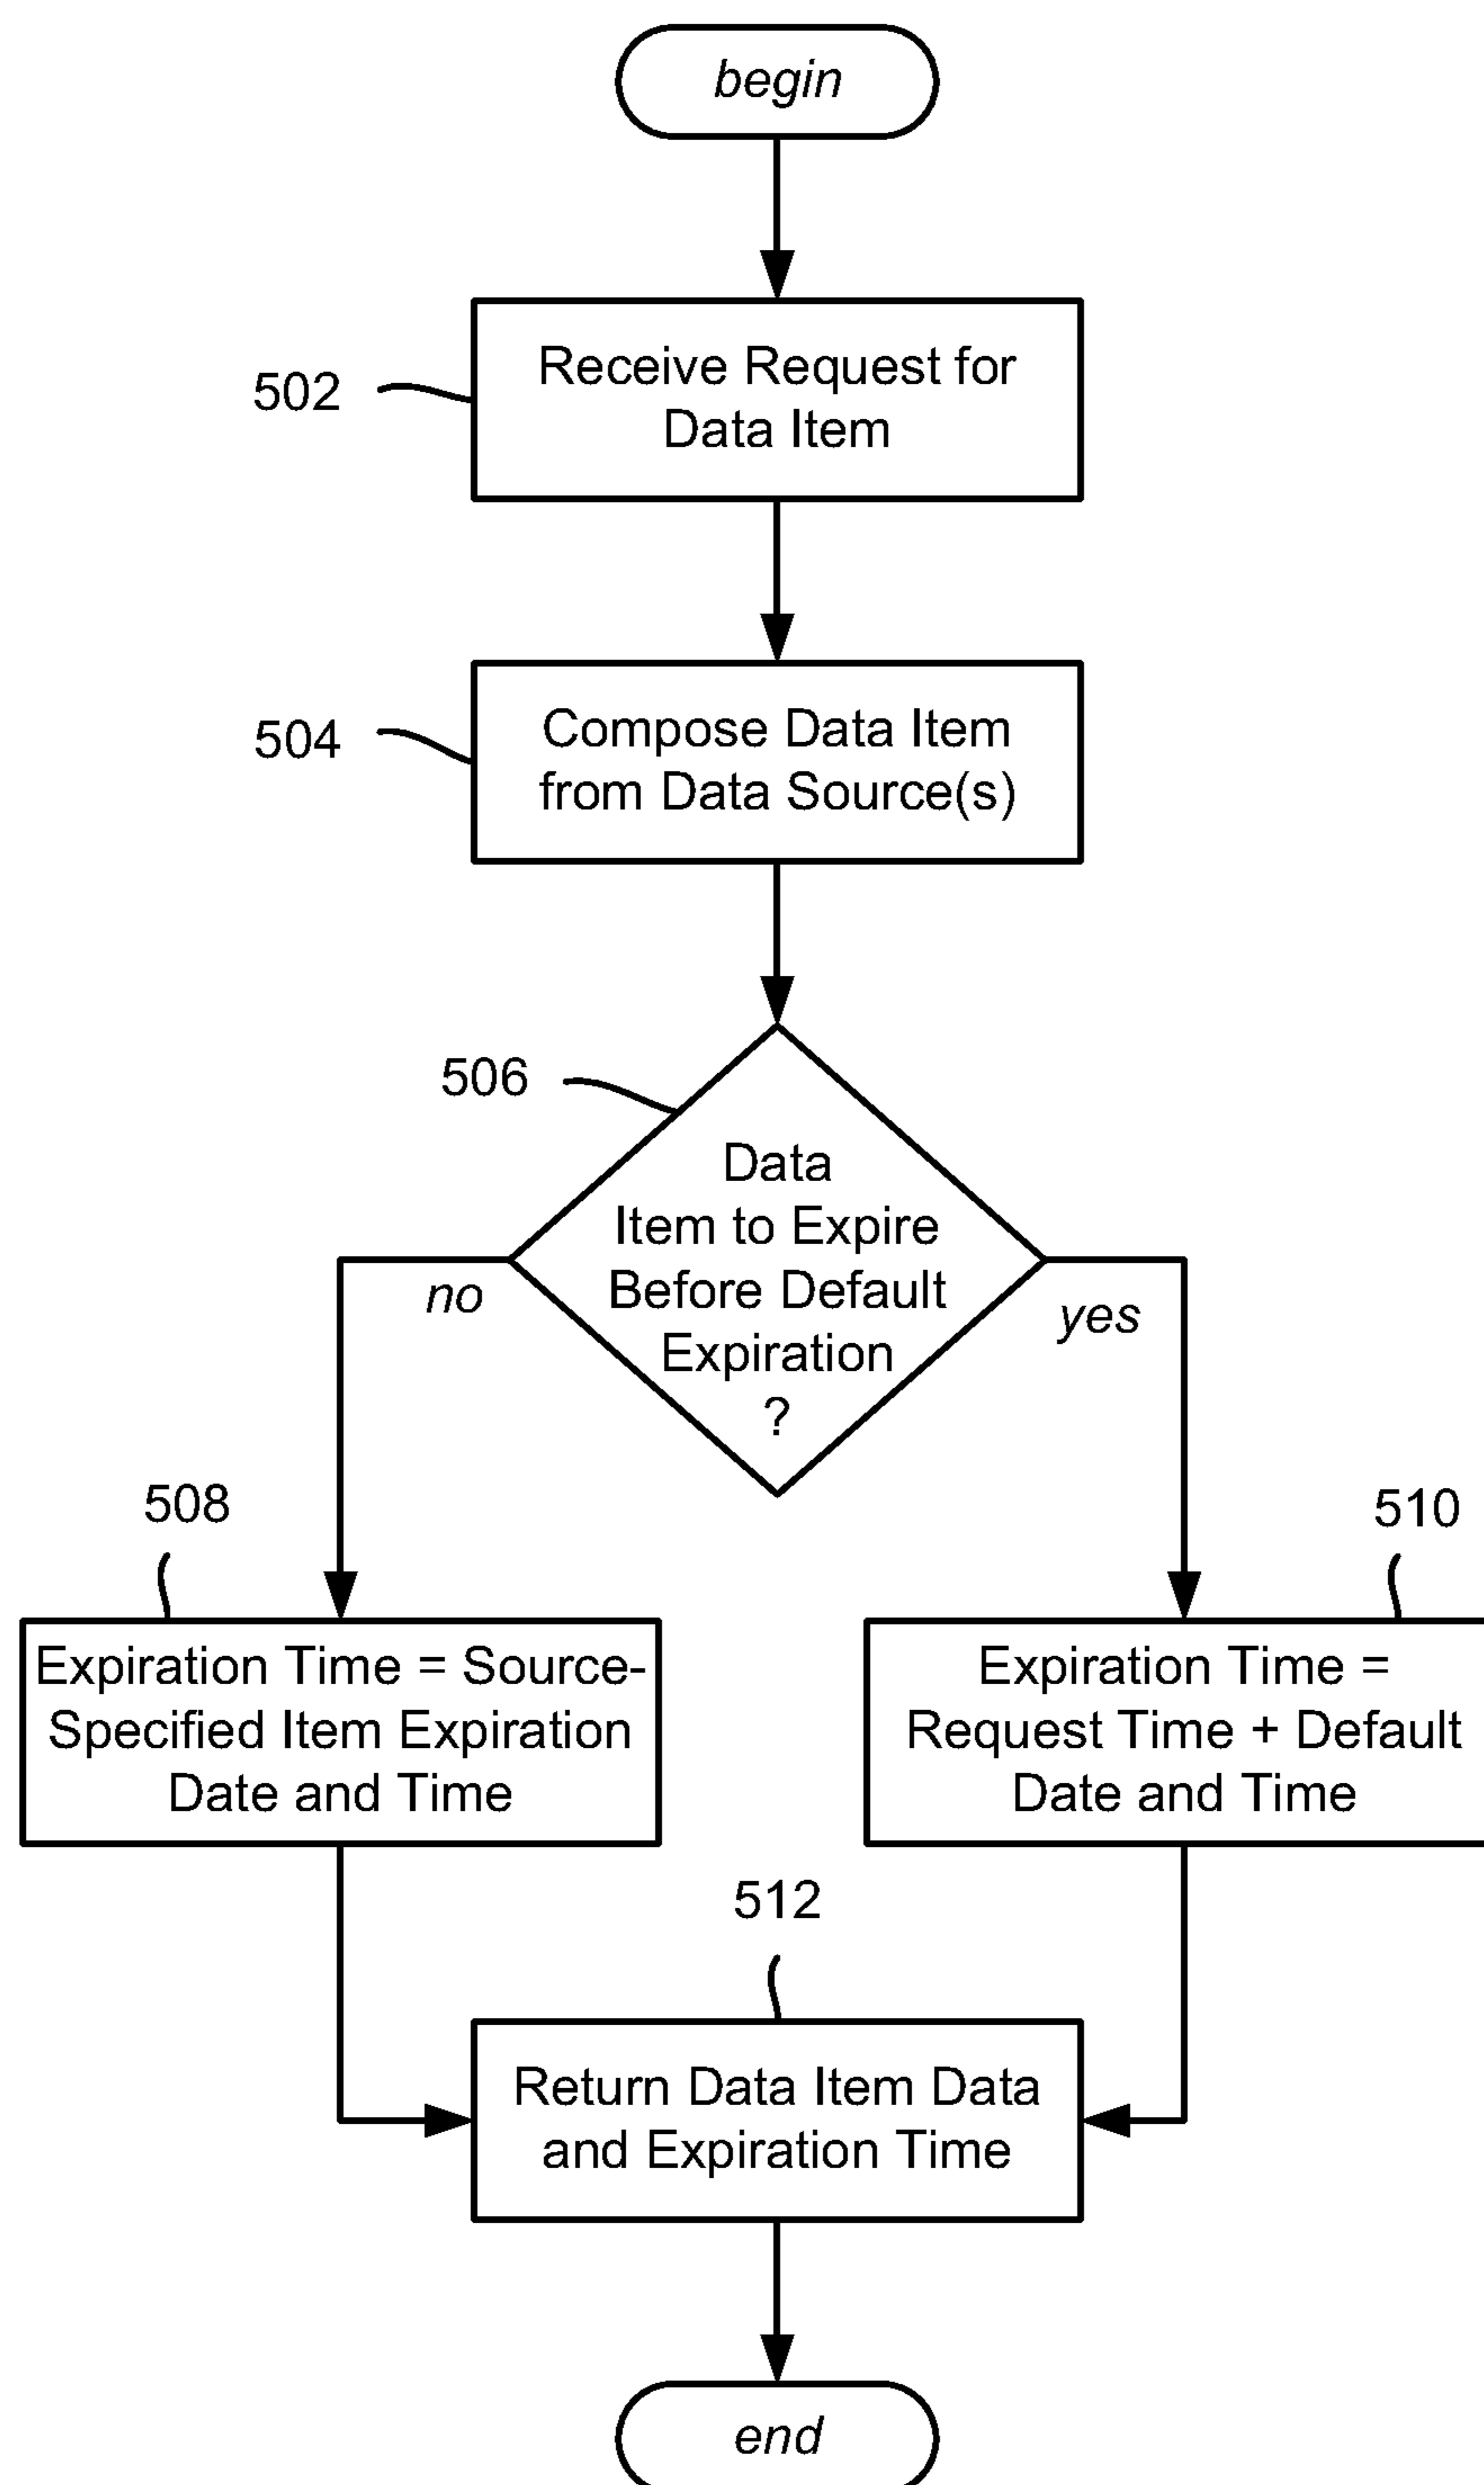 begin
502
Receive Request for
Data Item
504
Compose Data Item
from Data Source(s)
506
Data
Item to Expire
Before Default
Expiration
?
no
yes
508
Expiration Time = Source-
Specified Item Expiration
Date and Time
510
Expiration Time =
Request Time + Default
Date and Time
512
Return Data Item Data
and Expiration Time
end